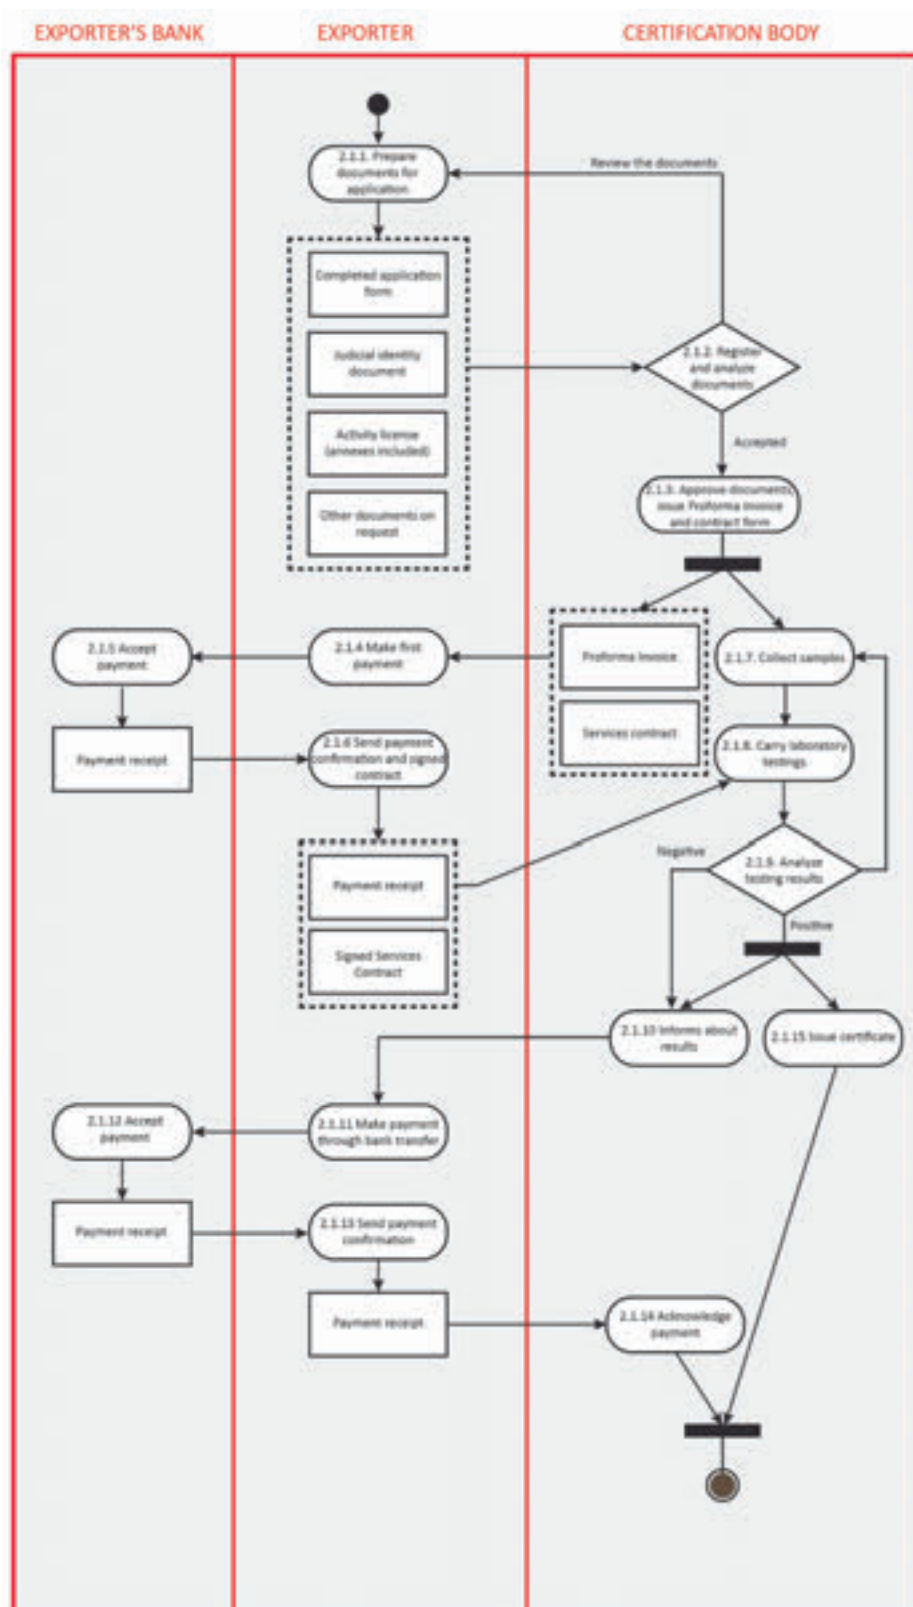 EXPORTER'S BANK
EXPORTER
CERTIFICATION BODY
2.1.1. Prepare
documents for
application
Review the documents
Completed application
form
Judicial identity
document
2.1.2. Register
and analyze
documents
Activity license
(annexes included)
Accepted
Other documents on
request
2.1.3. Approve documents,
issue Proforma invoice
and contract form
2.1.5 Accept
payment
2.1.4 Make first
payment
Proforma Invoice
2.1.7. Collect samples
Services contract
Payment receipt
2.1.6 Send payment
confirmation and signed
contract
2.1.8. Carry laboratory
testings
Negative
2.1.9. Analyze
testing results
Payment receipt
Positive
Signed Services
Contract
2.1.10 Informs about
results
2.1.15 Issue certificate
2.1.12 Accept
payment
2.1.11 Make payment
through bank transfer
Payment receipt
2.1.13 Send payment
confirmation
Payment receipt
2.1.14 Acknowledge
payment